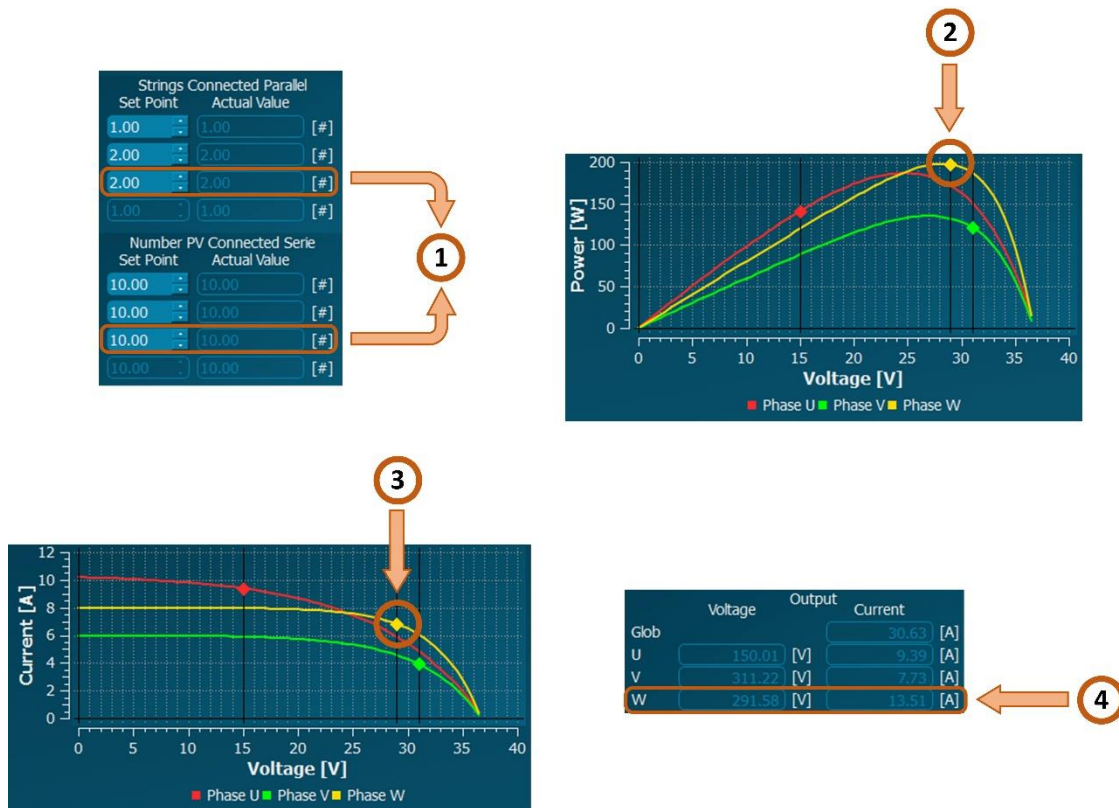 2
Strings Connected Parallel
Set Point Actual Value
1.00 1.00 [#]
2.00 2.00 [#]
2.00 2.00 [#]
1.00 1.00 [#]
Number PV Connected Serie
Set Point Actual Value
10.00 10.00 [#]
10.00 10.00 [#]
10.00 10.00 [#]
10.00 10.00 [#]
1
200
150
100
50
0
Power [W]
0 5 10 15 20 25 30 35 40
Voltage [V]
Phase U Phase V Phase W
3
12
10
8
6
4
2
0
Current [A]
0 5 10 15 20 25 30 35 40
Voltage [V]
Phase U Phase V Phase W
Output
Voltage Current
Glob 30.63 [A]
U 150.01 [V] 9.39 [A]
V 311.22 [V] 7.73 [A]
W 291.58 [V] 13.51 [A]
4